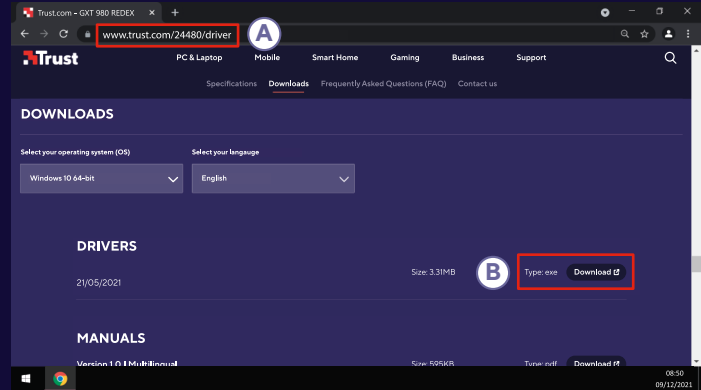 Trust.com – GXT 980 REDEX
www.trust.com/24480/driver
A
Trust
PC & Laptop Mobile Smart Home Gaming Business Support
Specifications Downloads Frequently Asked Questions (FAQ) Contact us
DOWNLOADS
Select your operating system (OS) Select your langauge
Windows 10 64-bit English
DRIVERS
Size: 3.31MB B Type: exe Download
21/05/2021
MANUALS
Version 1.0 | Multilingual Size: 595KB Type: pdf Download
08:50
09/12/2021